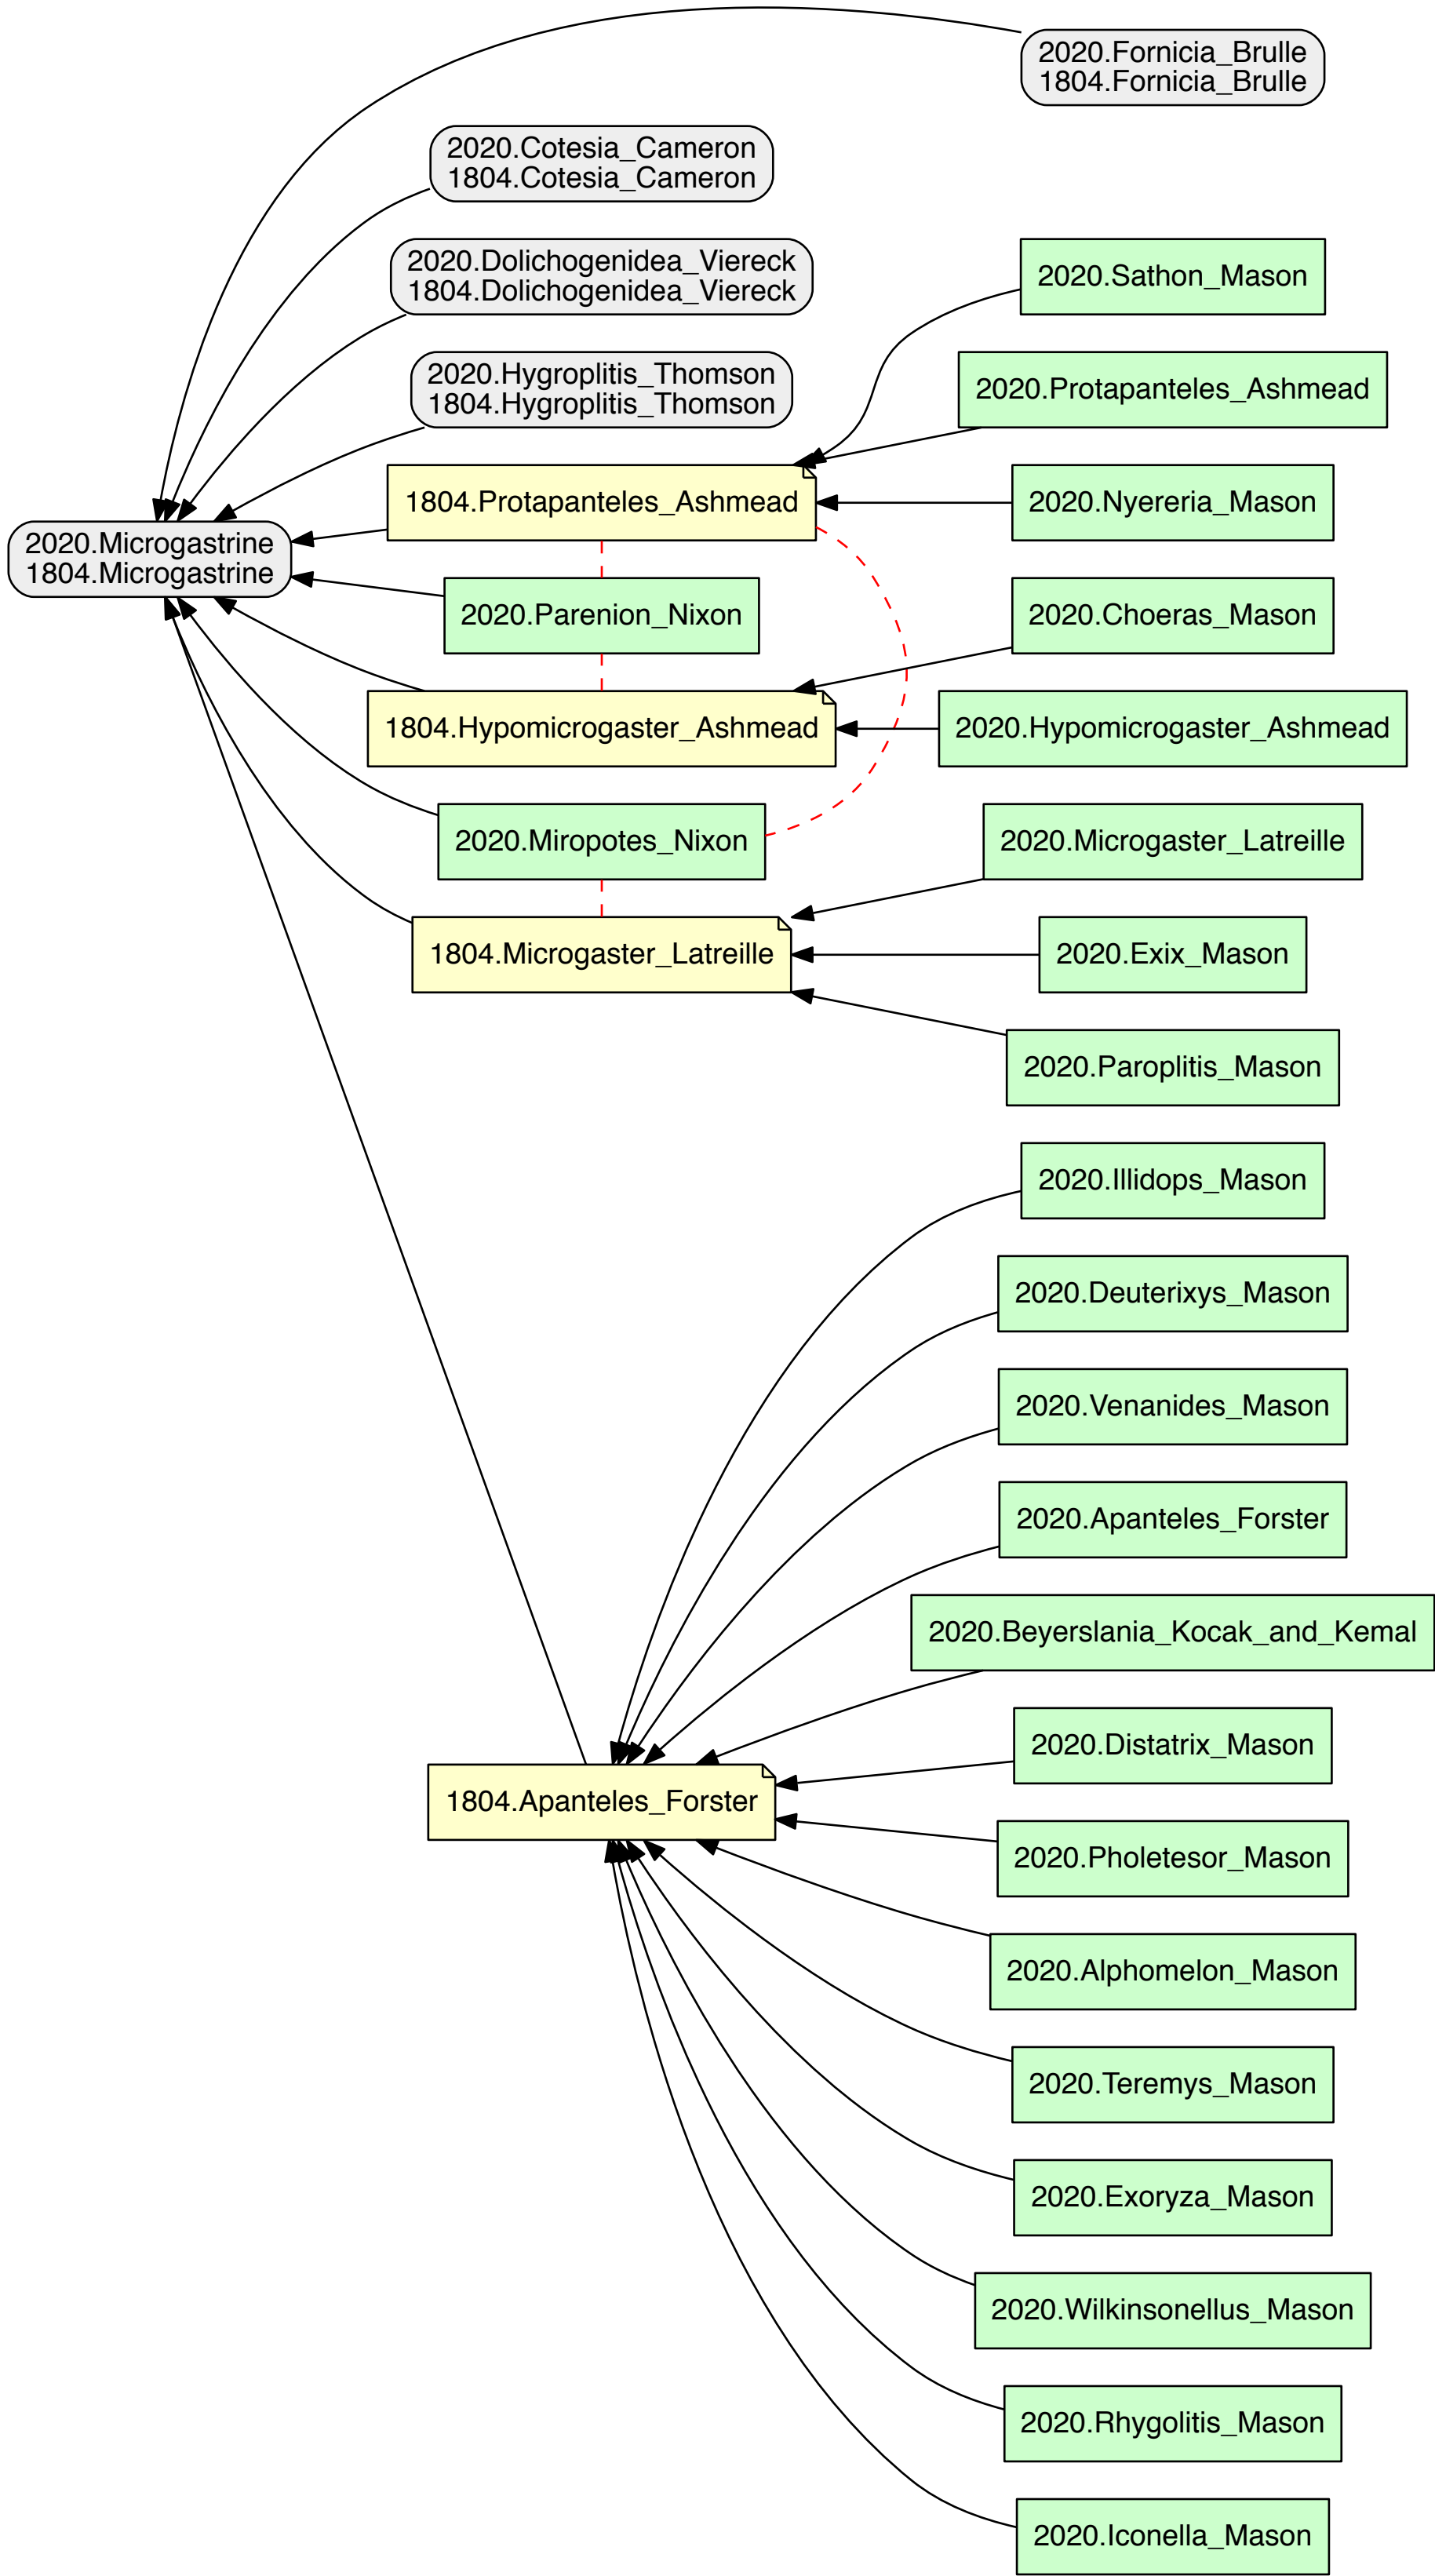 2020.Fornicia_Brulle
1804.Fornicia_Brulle
2020.Cotesia_Cameron
1804.Cotesia_Cameron
2020.Dolichogenidea_Viereck
1804.Dolichogenidea_Viereck
2020.Sathon_Mason
2020.Hygroplitis_Thomson
1804.Hygroplitis_Thomson
2020.Protapanteles_Ashmead
1804.Protapanteles_Ashmead
2020.Nyereria_Mason
2020.Microgastrine
1804.Microgastrine
2020.Parenion_Nixon
2020.Choeras_Mason
1804.Hypomicrogaster_Ashmead
2020.Hypomicrogaster_Ashmead
2020.Miropotes_Nixon
2020.Microgaster_Latreille
1804.Microgaster_Latreille
2020.Exix_Mason
2020.Paroplitis_Mason
2020.Illidops_Mason
2020.Deuterixys_Mason
2020.Venanides_Mason
2020.Apanteles_Forster
2020.Beyerslania_Kocak_and_Kemal
2020.Distatrix_Mason
1804.Apanteles_Forster
2020.Pholetesor_Mason
2020.Alphomelon_Mason
2020.Teremys_Mason
2020.Exoryza_Mason
2020.Wilkinsonellus_Mason
2020.Rhygolitis_Mason
2020.Iconella_Mason